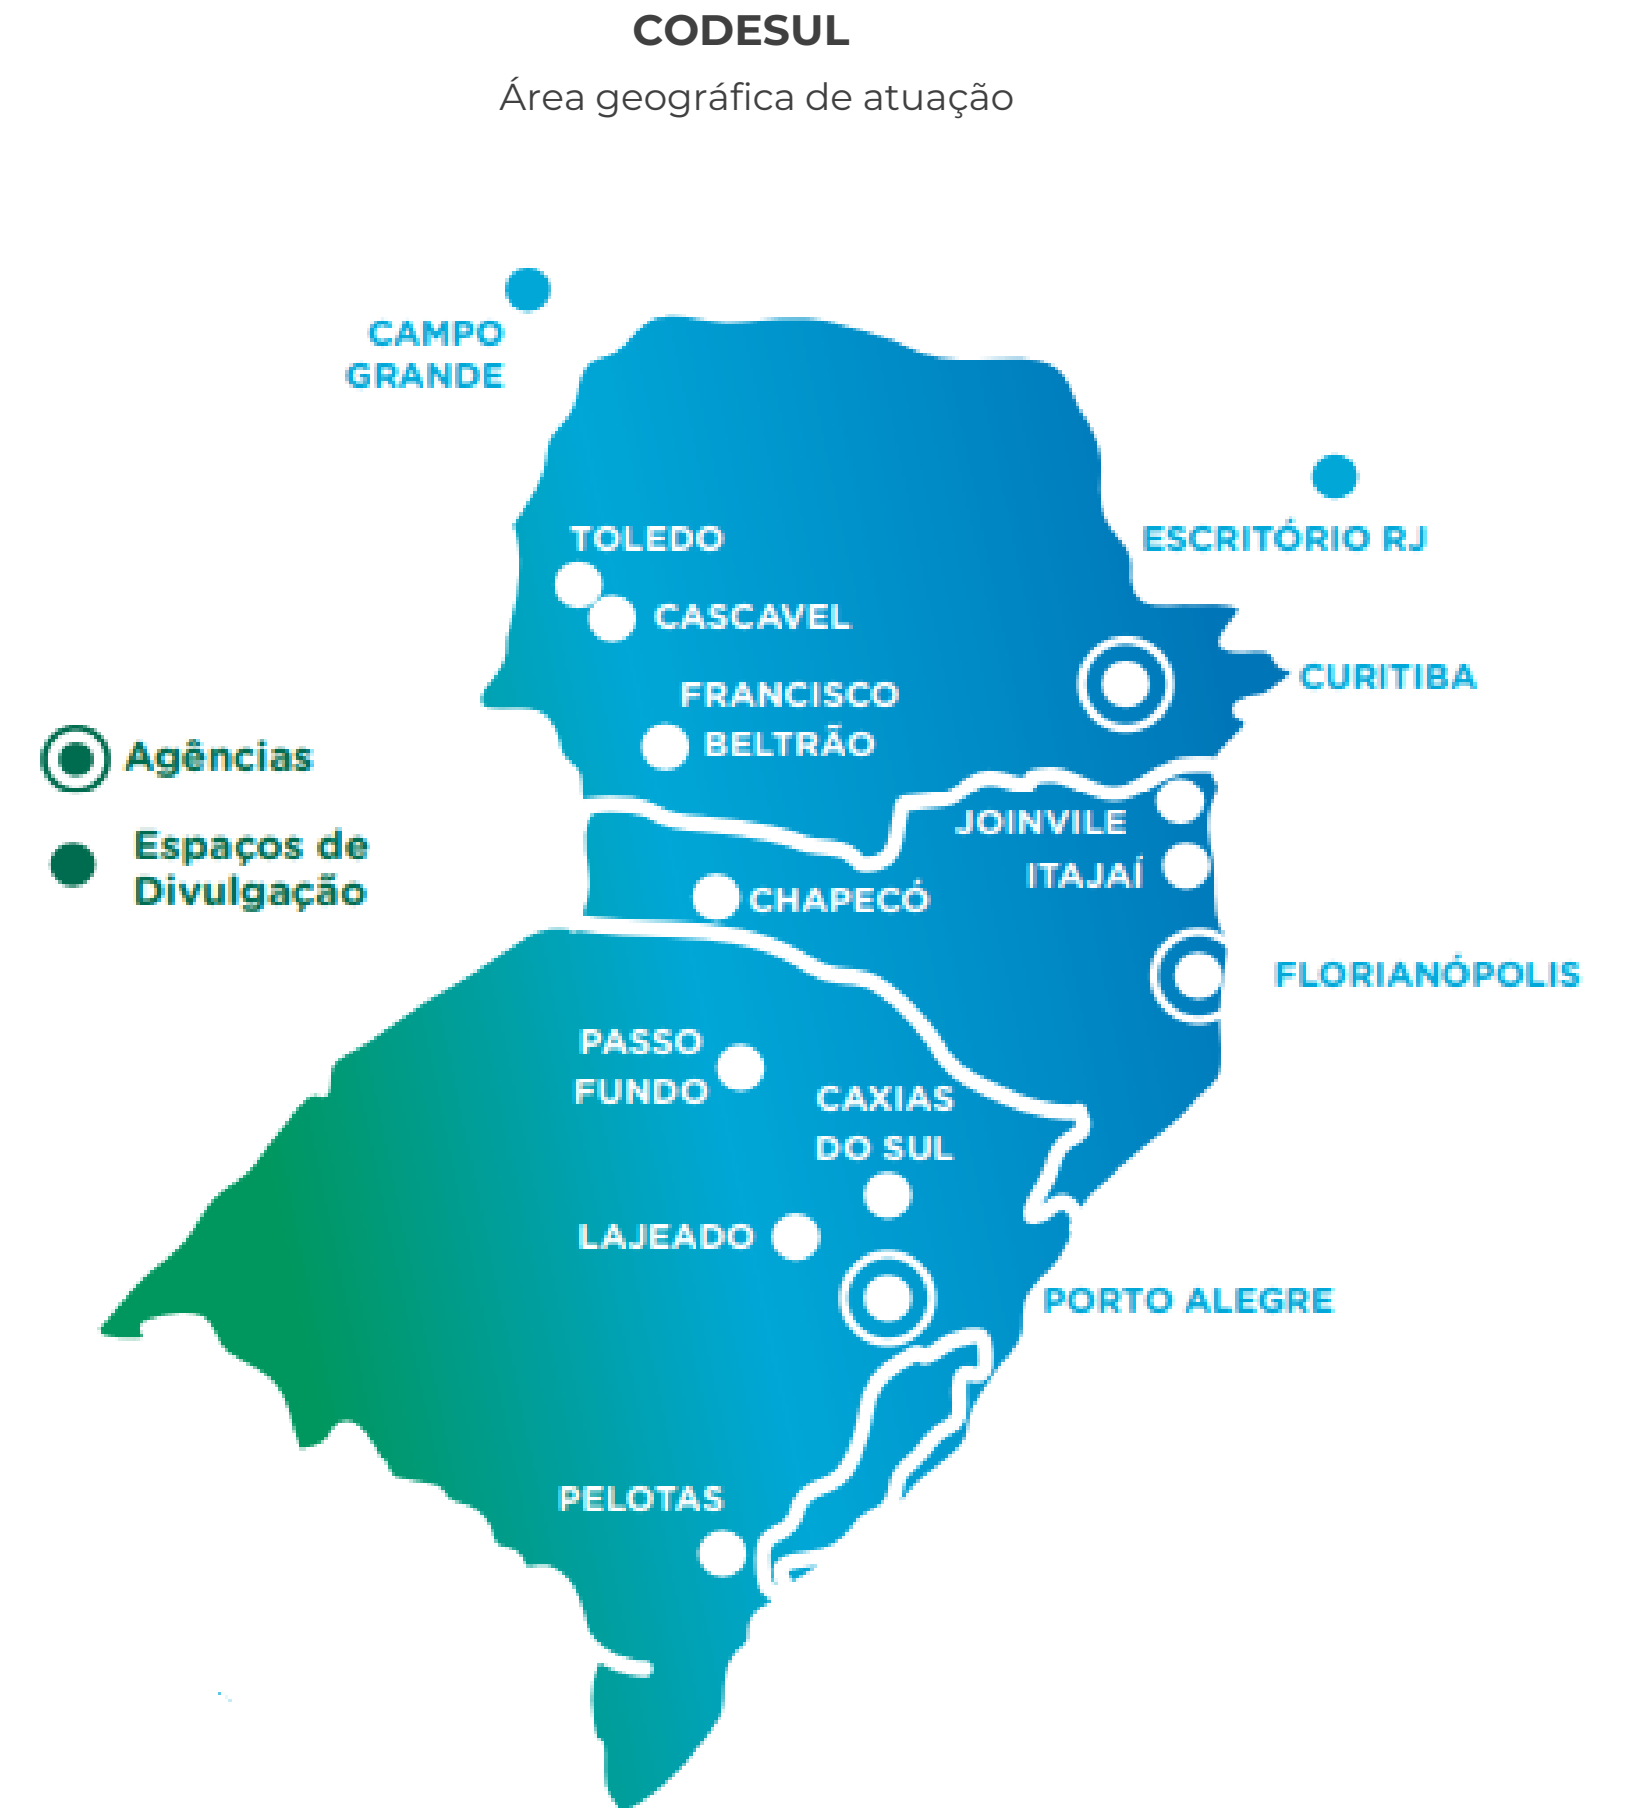 CODESUL
Área geográfica de atuação
CAMPO
GRANDE
ESCRITÓRIO RJ
TOLEDO
CASCAVEL
CURITIBA
FRANCISCO
BELTRÃO
Agências
Espaços de
Divulgação
JOINVILE
ITAJAÍ
CHAPECÓ
FLORIANÓPOLIS
PASSO
FUNDO
CAXIAS
DO SUL
LAJEADO
PORTO ALEGRE
PELOTAS